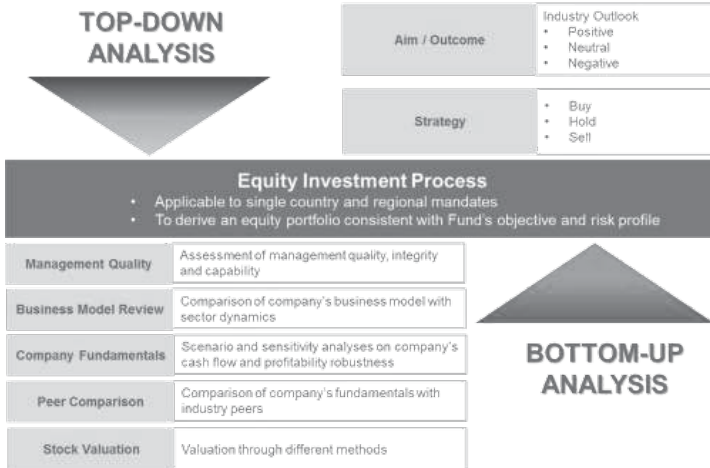 TOP-DOWN
ANALYSIS
Aim / Outcome
Industry Outlook
• Positive
• Neutral
• Negative
Strategy
• Buy
• Hold
• Sell
Equity Investment Process
• Applicable to single country and regional mandates
• To derive an equity portfolio consistent with Fund's objective and risk profile
Management Quality
Assessment of management quality, integrity
and capability
Business Model Review
Comparison of company's business model with
sector dynamics
Company Fundamentals
Scenario and sensitivity analyses on company's
cash flow and profitability robustness
Peer Comparison
Comparison of company's fundamentals with
industry peers
Stock Valuation
Valuation through different methods
BOTTOM-UP
ANALYSIS